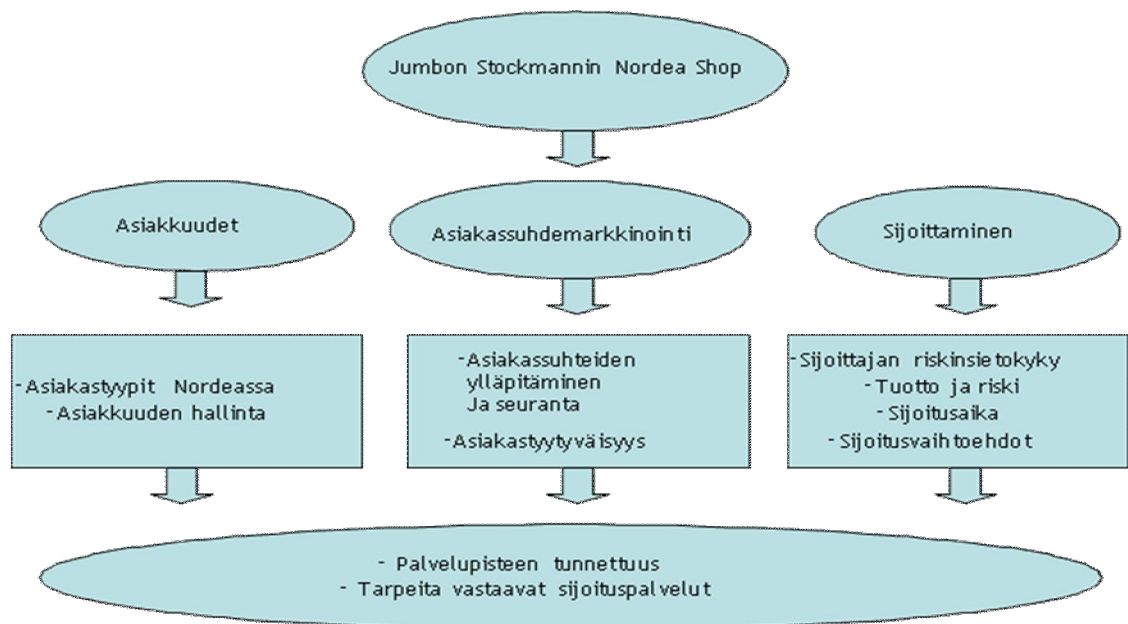 Jumbon Stockmannin Nordea Shop
Asiakkuudet
Asiakassuhdemarkkinointi
Sijoittaminen
-Asiakastyypit Nordeassa
-Asiakkuuden hallinta
-Asiakassuhteiden
ylläpitäminen
Ja seuranta
-Asiakastyytyväisyys
-Sijoittajan riskinsietokyky
-Tuotto ja riski
-Sijoitusaika
-Sijoitusvaihtoehdot
- Palvelupisteen tunnettuus
- Tarpeita vastaavat sijoituspalvelut